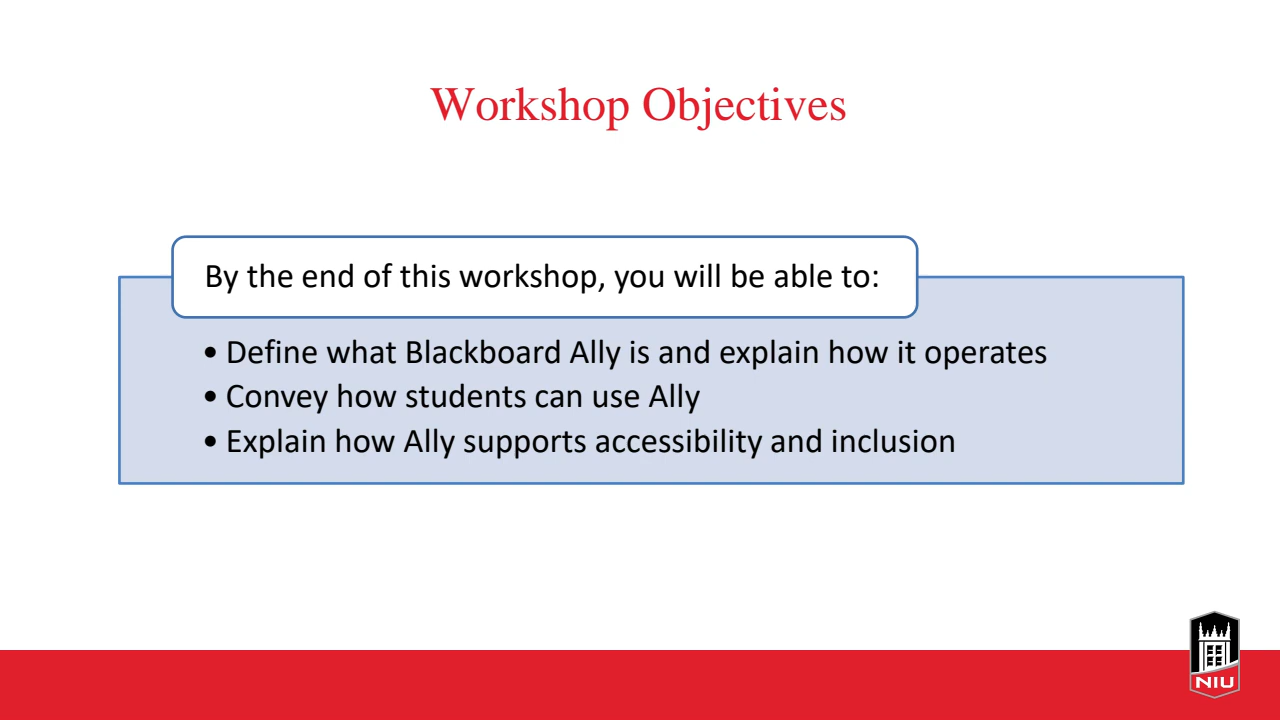 Workshop Objectives
By the end of this workshop, you will be able to:
• Define what Blackboard Ally is and explain how it operates
• Convey how students can use Ally
• Explain how Ally supports accessibility and inclusion
NIU